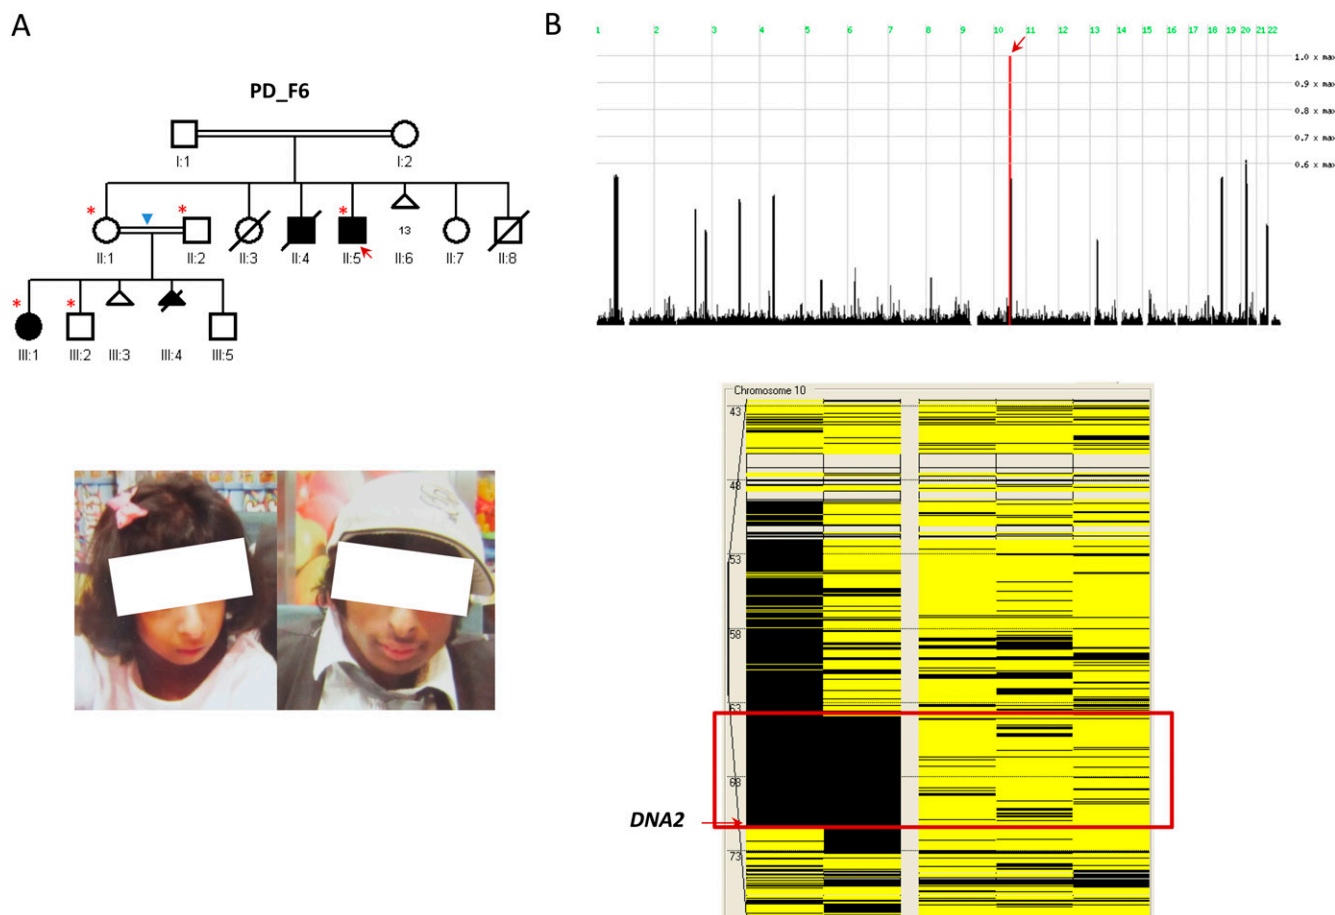 A
PD_F6
I:1
I:2
*
*
*
13
II:1
II:2
II:3
II:4
II:5
II:6
II:7
II:8
*
*
III:1
III:2
III:3
III:4
III:5
B
1 2 3 4 5 6 7 8 9 10 11 12 13 14 15 16 17 18 19 20 21 22
1.0 x max
0.9 x max
0.8 x max
0.7 x max
0.6 x max
Chromosome 10
43
48
53
58
63
68
DNA2
73